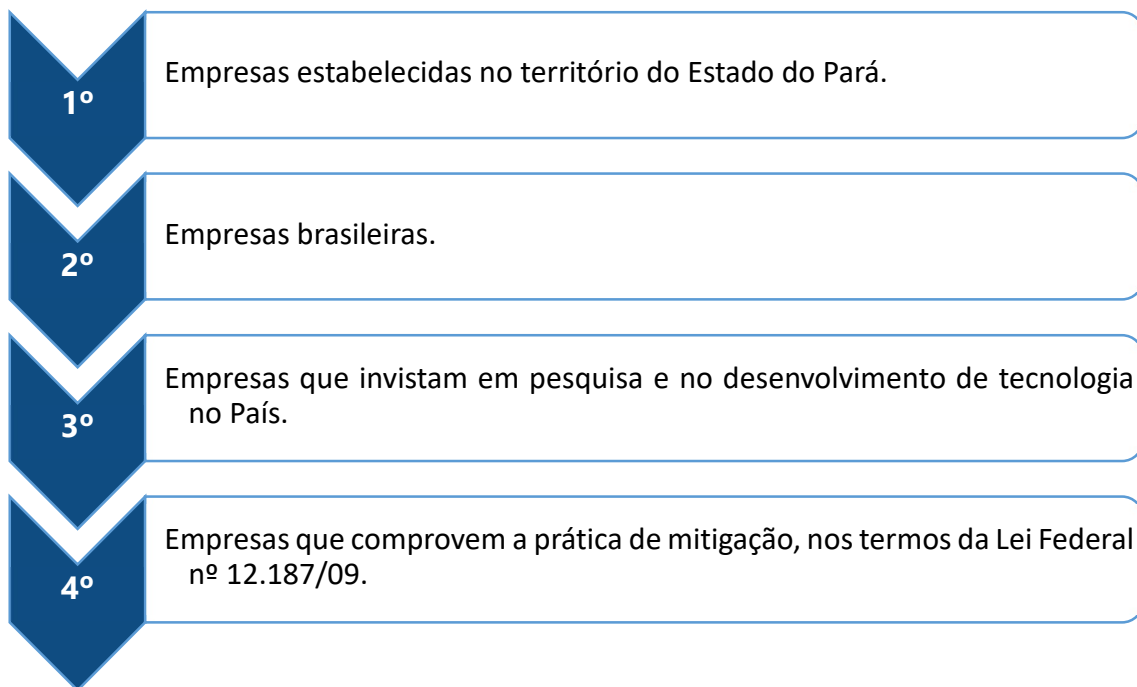 1º
Empresas estabelecidas no território do Estado do Pará.
2º
Empresas brasileiras.
3º
Empresas que invistam em pesquisa e no desenvolvimento de tecnologia
no País.
4º
Empresas que comprovem a prática de mitigação, nos termos da Lei Federal
nº 12.187/09.